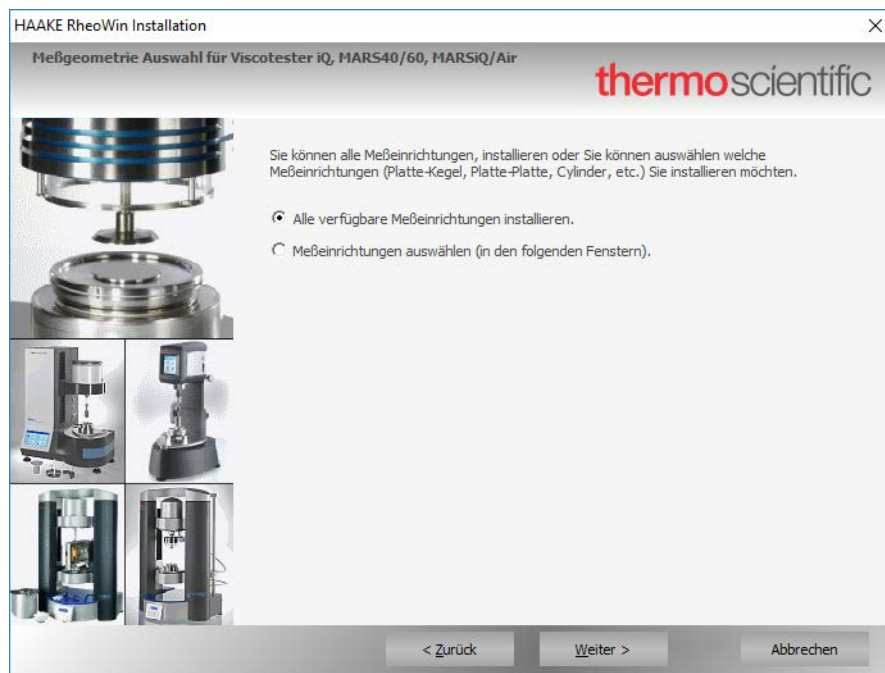 HAAKE RheoWin Installation
Meßgeometrie Auswahl für Viscotester iQ, MARS40/60, MARSiQ/Air
thermoscientific
Sie können alle Meßeinrichtungen, installieren oder Sie können auswählen welche
Meßeinrichtungen (Platte-Kegel, Platte-Platte, Cylinder, etc.) Sie installieren möchten.
Alle verfügbare Meßeinrichtungen installieren.
Meßeinrichtungen auswählen (in den folgenden Fenstern).
< Zurück
Weiter >
Abbrechen